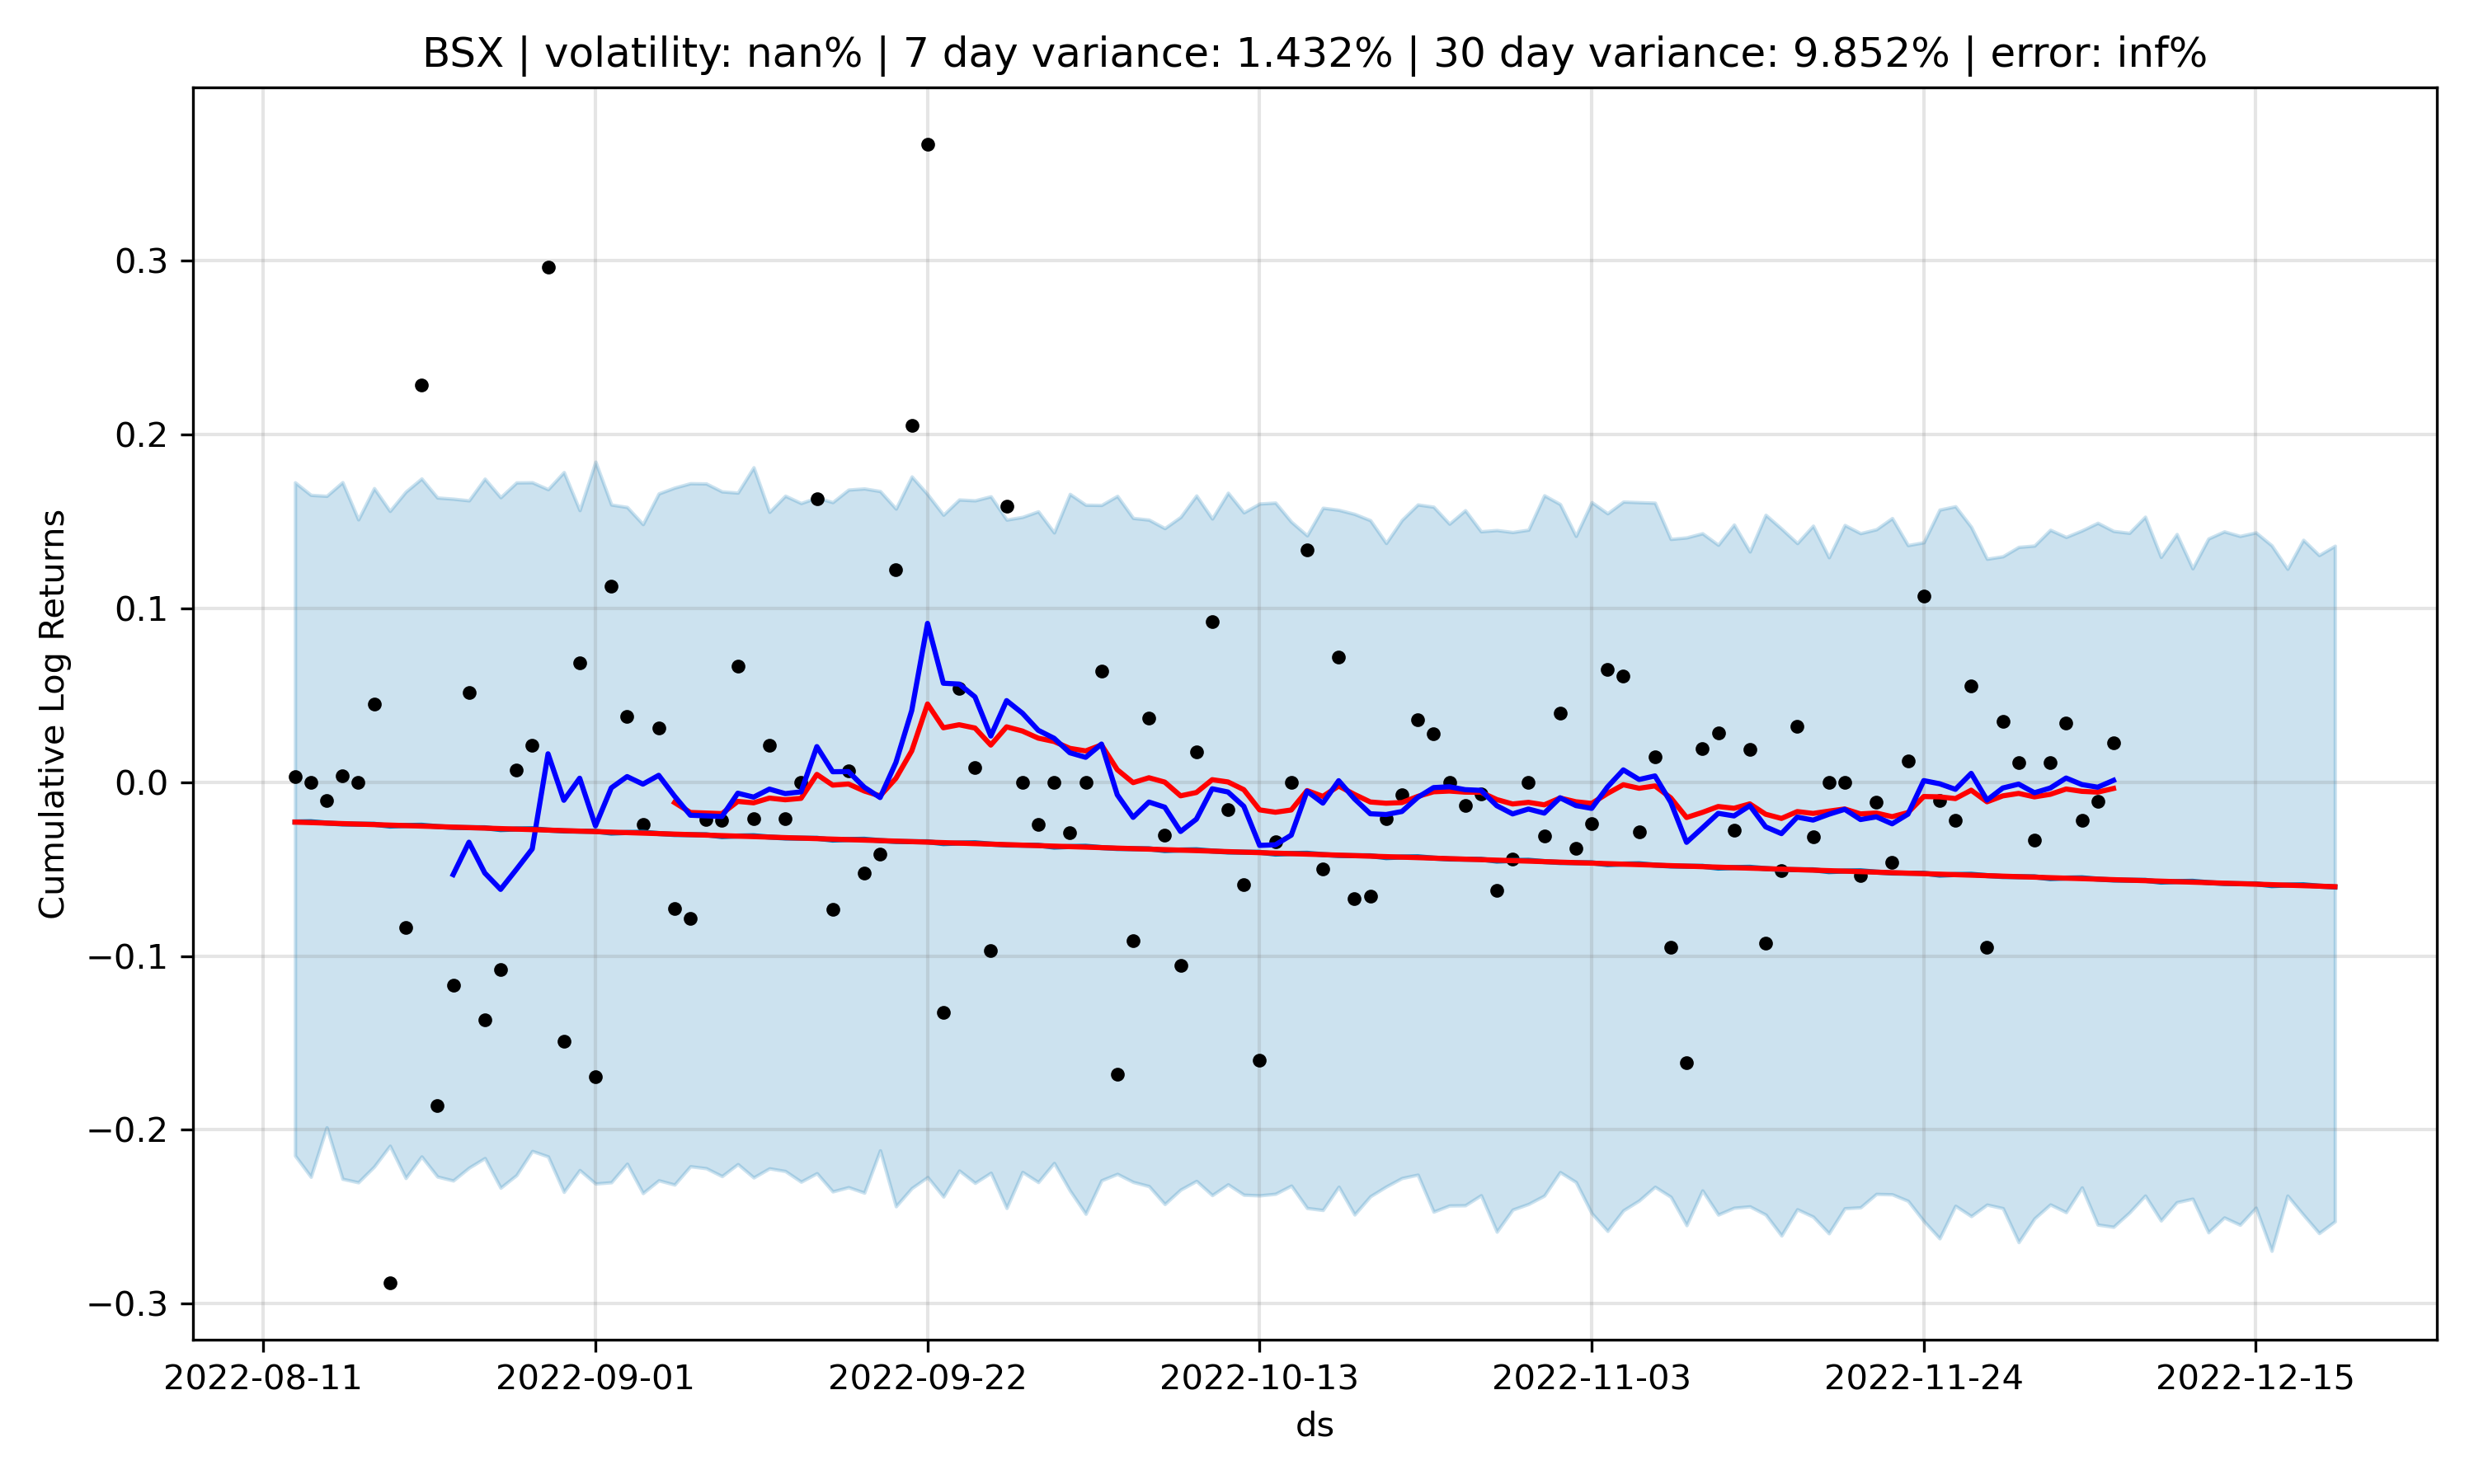 BSX | volatility: nan% | 7 day variance: 1.432% | 30 day variance: 9.852% | error: inf%
Cumulative Log Returns
0.3
0.2
0.1
0.0
−0.1
−0.2
−0.3
2022-08-11 2022-09-01 2022-09-22 2022-10-13 2022-11-03 2022-11-24 2022-12-15
ds